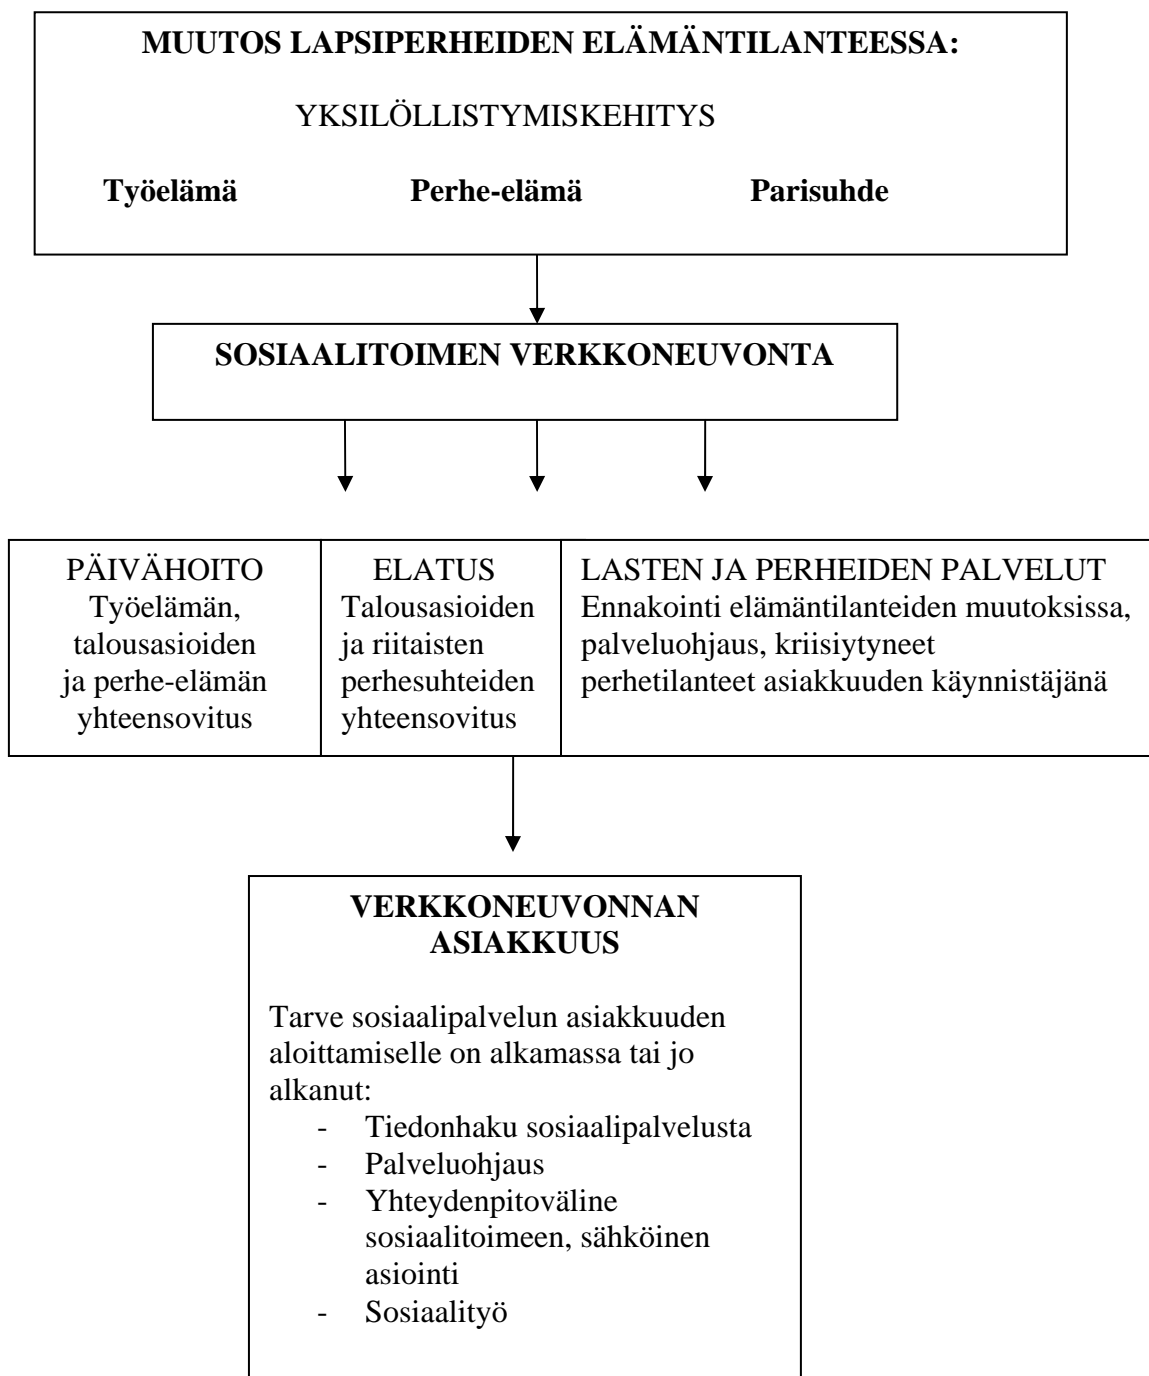 MUUTOS LAPSIPERHEIDEN ELÄMÄNTILANTEESSA:
YKSILÖLLISTYMISKEHITYS
Työelämä Perhe-elämä Parisuhde
SOSIAALITOIMEN VERKKONEUVONTA
PÄIVÄHOITO
Työelämän,
talousasioiden
ja perhe-elämän
yhteensovitus
ELATUS
Talousasioiden
ja riitaisten
perhesuhteiden
yhteensovitus
LASTEN JA PERHEIDEN PALVELUT
Ennakointi elämäntilanteiden muutoksissa,
palveluohjaus, kriisiytyneet
perhetilanteet asiakkuuden käynnistäjänä
VERKKONEUVONNAN
ASIAKKUUS
Tarve sosiaalipalvelun asiakkuuden
aloittamiselle on alkamassa tai jo
alkanut:
- Tiedonhaku sosiaalipalvelusta
- Palveluohjaus
- Yhteydenpitoväline
sosiaalitoimeen, sähköinen
asiointi
- Sosiaalityö